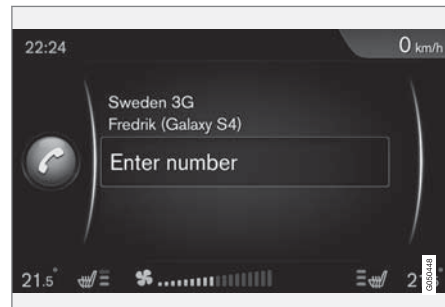 22:24
0 km/h
Sweden 3G
Fredrik (Galaxy S4)
Enter number
21.5°
G050448